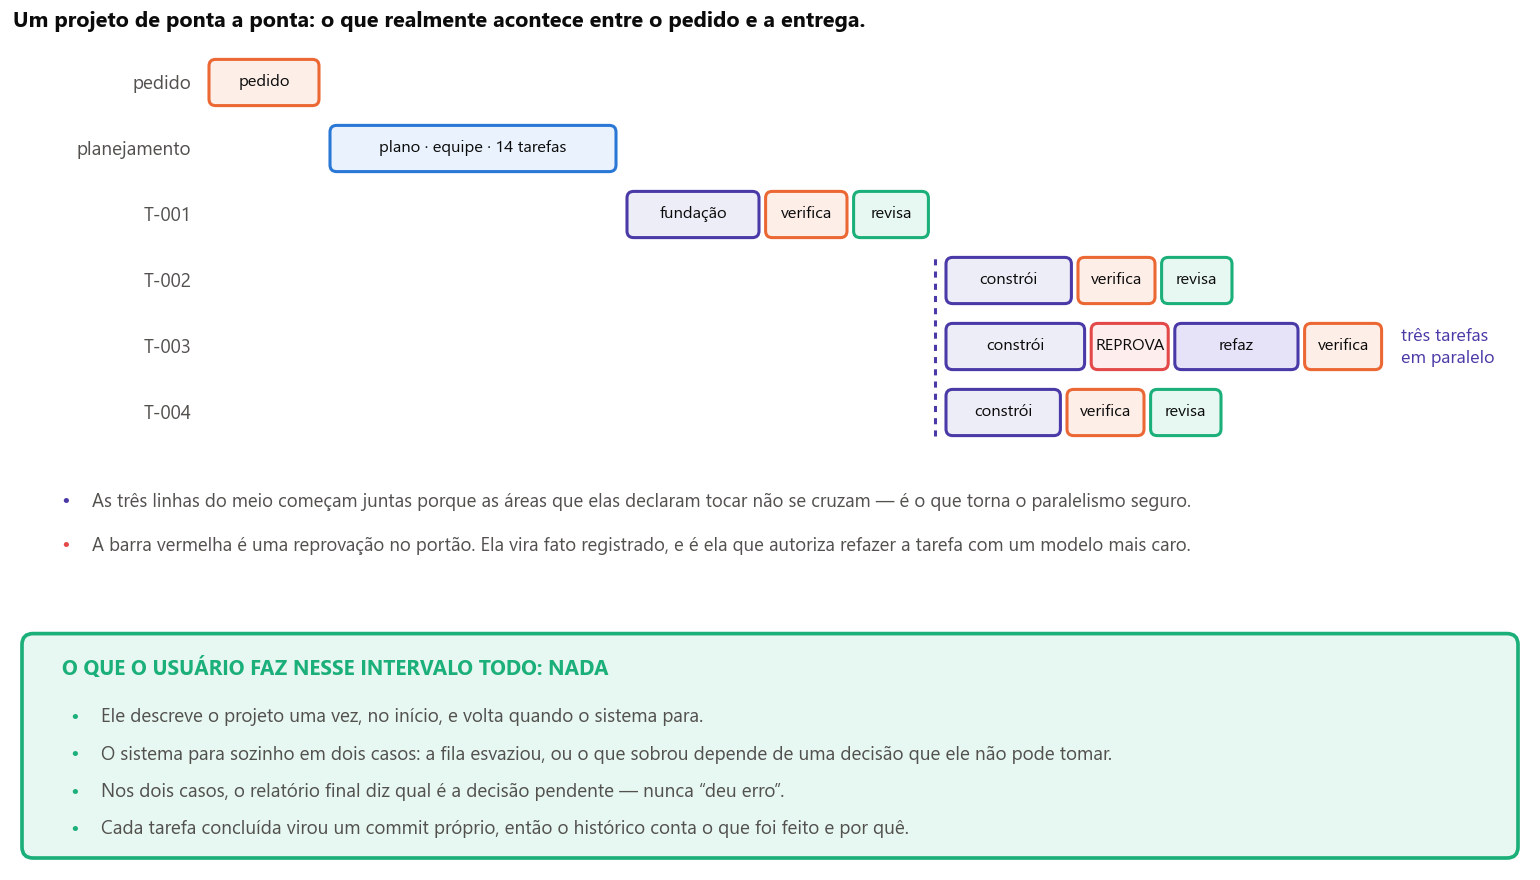 Um projeto de ponta a ponta: o que realmente acontece entre o pedido e a entrega.
pedido
pedido
planejamento
plano · equipe · 14 tarefas
T-001
fundação
verifica
revisa
T-002
constrói
verifica
revisa
T-003
constrói
REPROVA
refaz
verifica
três tarefas
em paralelo
T-004
constrói
verifica
revisa
• As três linhas do meio começam juntas porque as áreas que elas declaram tocar não se cruzam — é o que torna o paralelismo seguro.
• A barra vermelha é uma reprovação no portão. Ela vira fato registrado, e é ela que autoriza refazer a tarefa com um modelo mais caro.
O QUE O USUÁRIO FAZ NESSE INTERVALO TODO: NADA
• Ele descreve o projeto uma vez, no início, e volta quando o sistema para.
• O sistema para sozinho em dois casos: a fila esvaziou, ou o que sobrou depende de uma decisão que ele não pode tomar.
• Nos dois casos, o relatório final diz qual é a decisão pendente — nunca “deu erro”.
• Cada tarefa concluída virou um commit próprio, então o histórico conta o que foi feito e por quê.